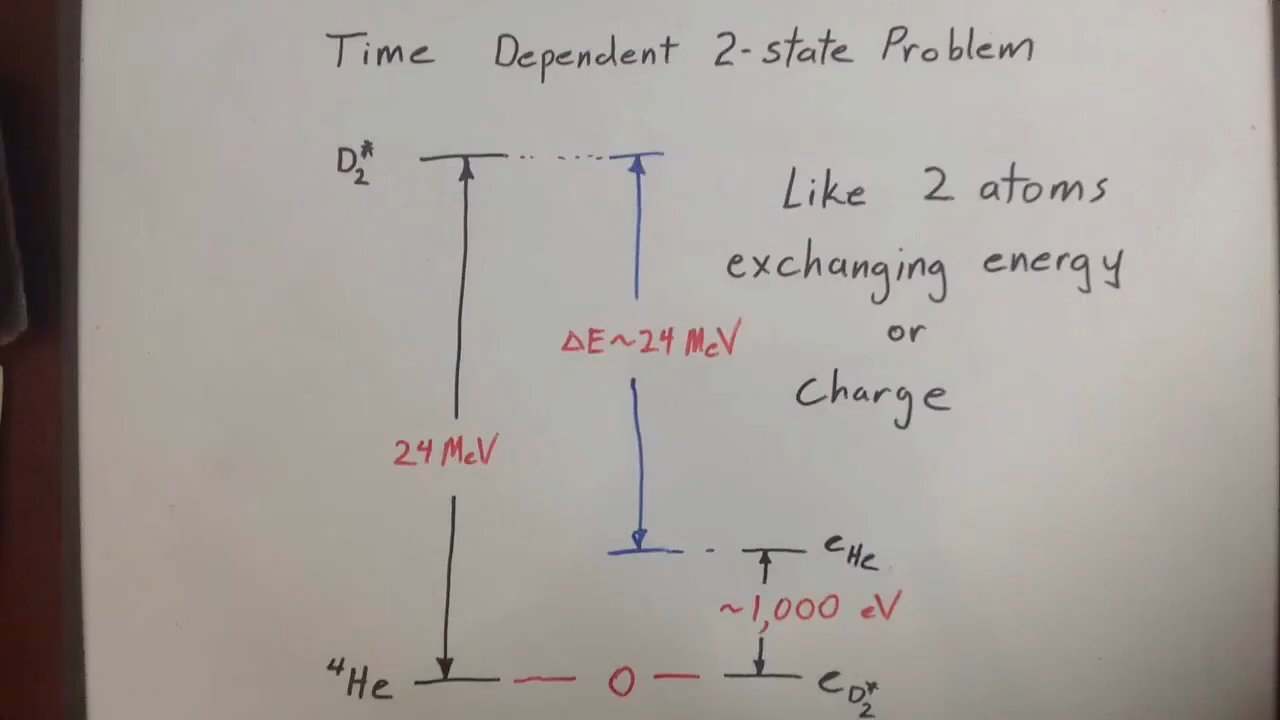 Time Dependent 2-state Problem
D₂*
Like 2 atoms
exchanging energy
or
Charge
ΔE~24 MeV
24 MeV
eHe
~1,000 eV
⁴He
0
eD₂*